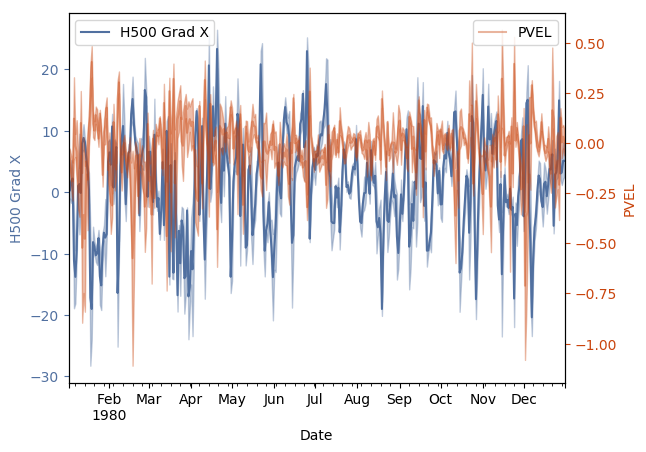 H500 Grad X
PVEL
20
10
0
−10
−20
−30
H500 Grad X
0.50
0.25
0.00
−0.25
−0.50
−0.75
−1.00
PVEL
Feb Mar Apr May Jun Jul Aug Sep Oct Nov Dec
1980
Date